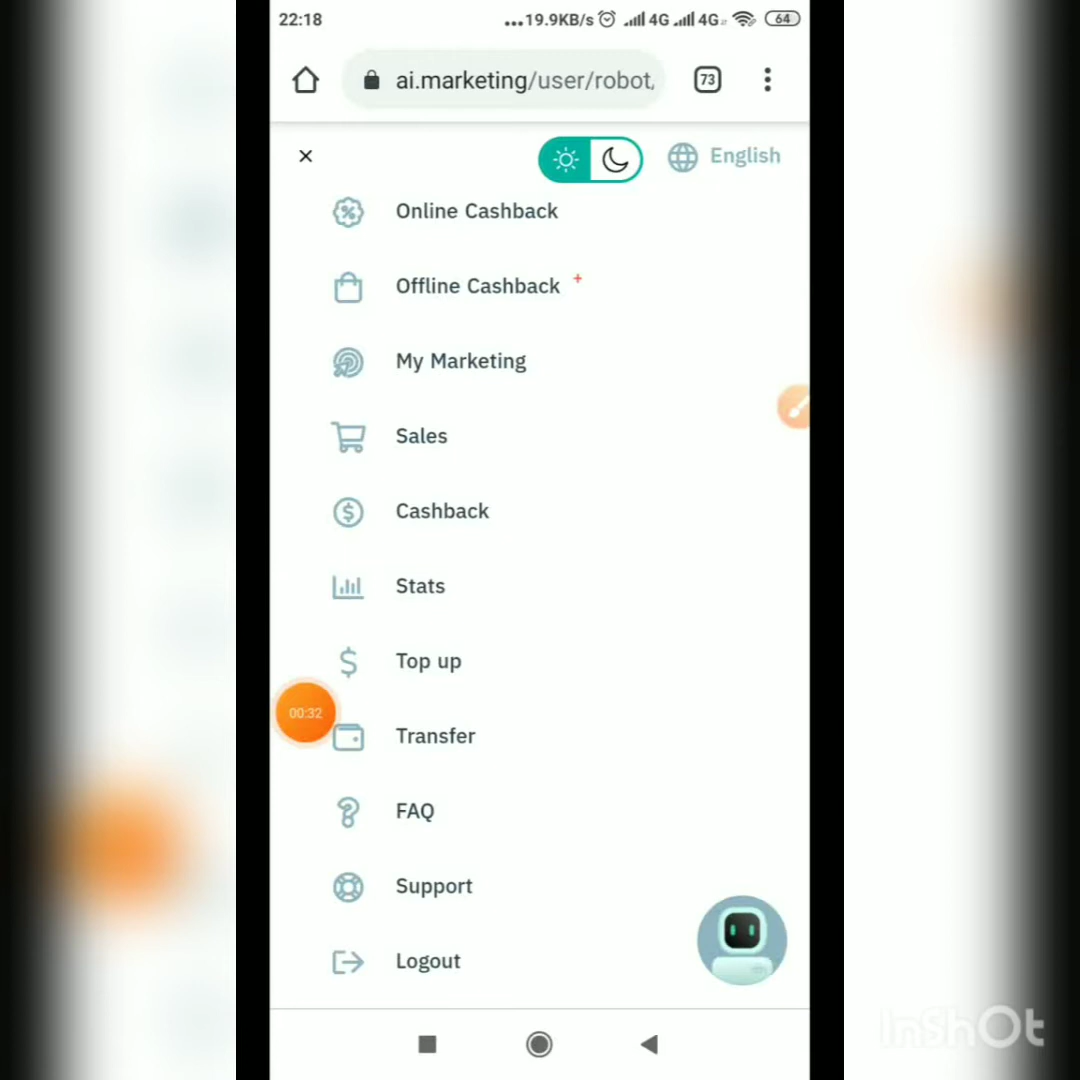 22:18
...19.9KB/s 4G 4G 64
ai.marketing/user/robot,
73
English
Online Cashback
Offline Cashback +
My Marketing
Sales
Cashback
Stats
Top up
00:32
Transfer
FAQ
Support
Logout
InShOt